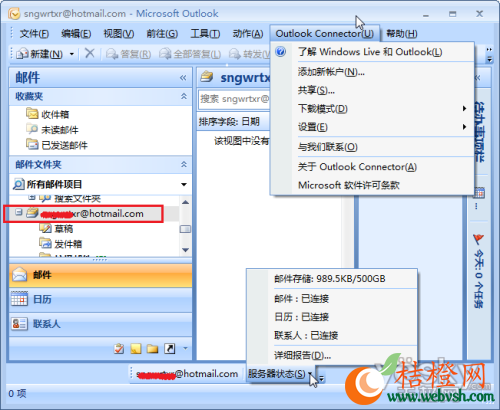 sngwrtxr@hotmail.com - Microsoft Outlook
文件(F) 编辑(E) 视图(V) 前往(G) 工具(T) 动作(A) Outlook Connector(U) 帮助(H)
新建(N) 答复(R) 全部答复(L) 转发(W)
了解 Windows Live 和 Outlook(L)
添加新帐户(N)...
共享(S)...
下载模式(D)
设置(E)
与我们联系(O)
关于 Outlook Connector(A)
Microsoft 软件许可条款
邮件
收藏夹
收件箱
未读邮件
已发送邮件
邮件文件夹
所有邮件项目
搜索文件夹
@hotmail.com
草稿
发件箱
邮件
日历
联系人
sngwrtxr
搜索 sngwrtxr@h
排序字段: 日期
该视图中没有
待办事项栏
今天: 0 个任务
邮件存储: 989.5KB/500GB
邮件 : 已连接
日历 : 已连接
联系人 : 已连接
详细报告(D)...
@hotmail.com 服务器状态(S)
0 项
桔橙网
www.webvsh.com